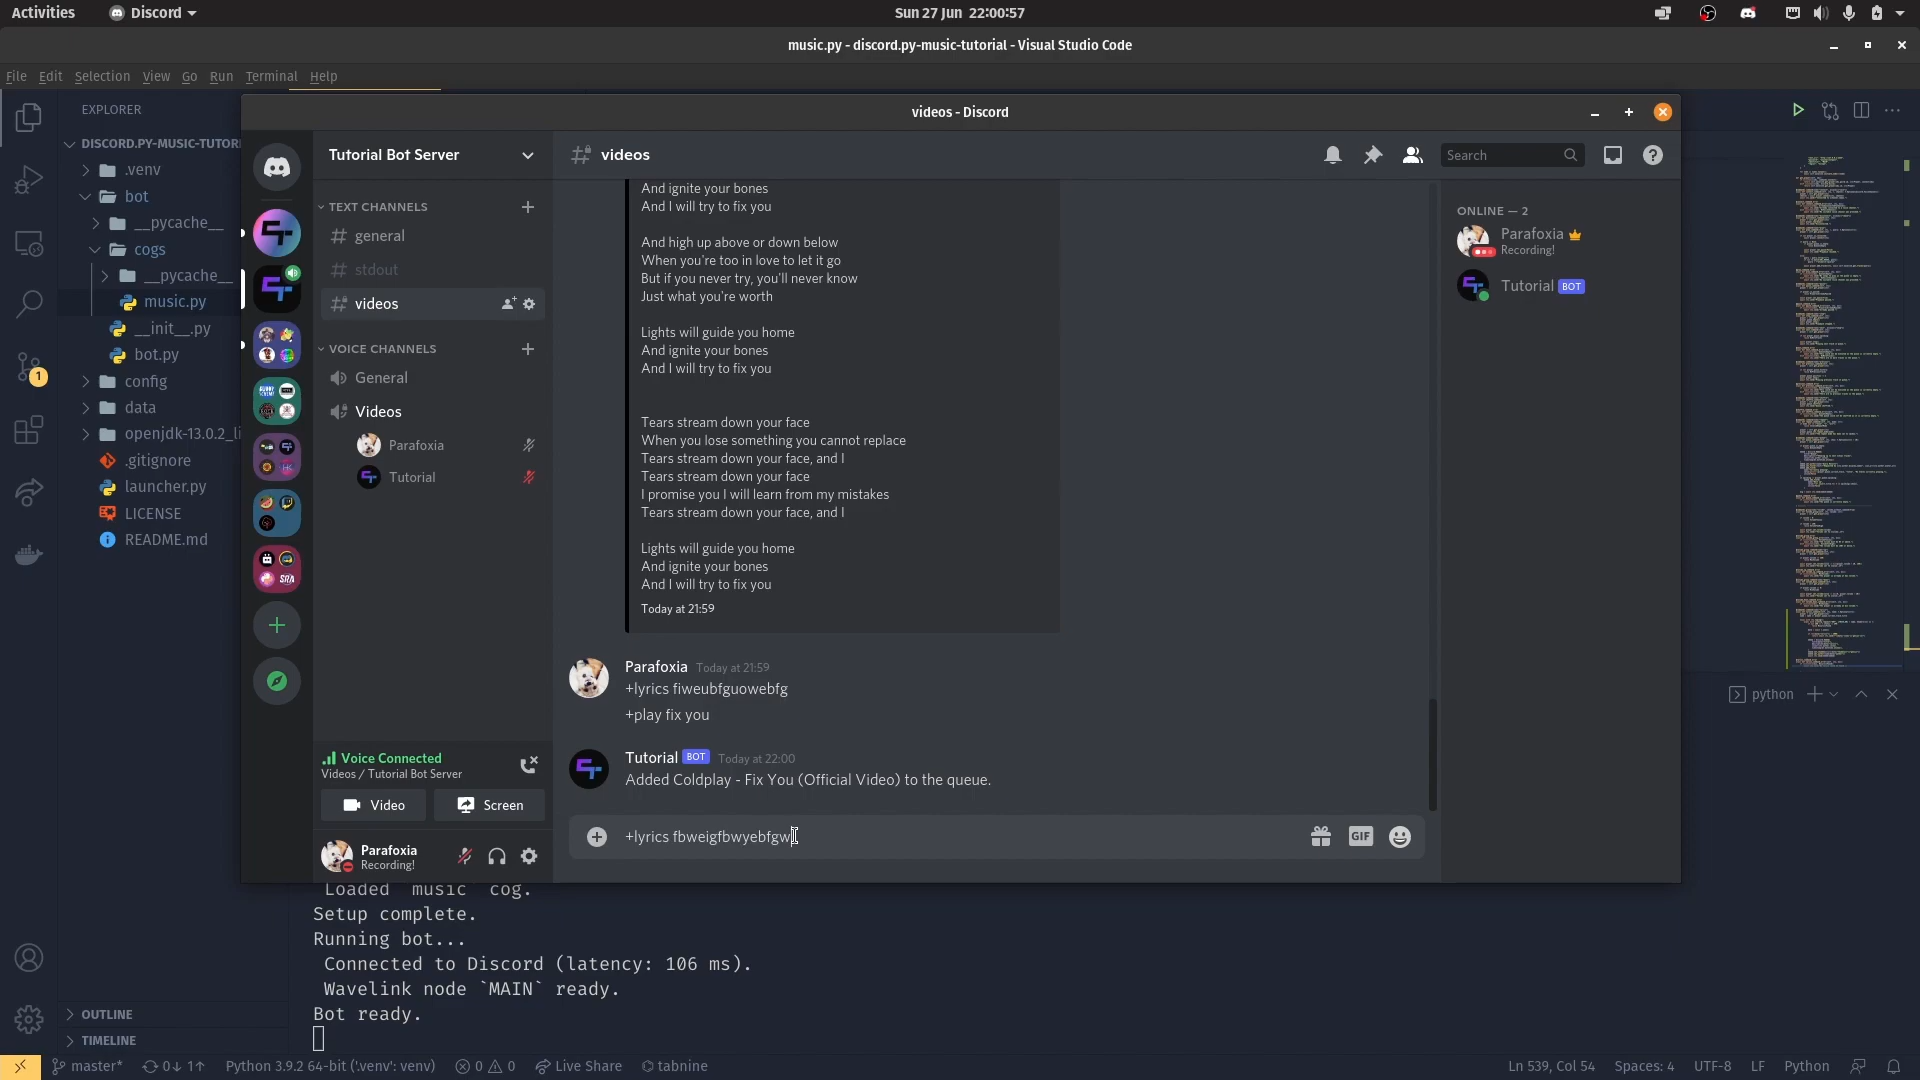 Activities
Discord
Sun 27 Jun 22:00:57
music.py - discord.py-music-tutorial - Visual Studio Code
File Edit Selection View Go Run Terminal Help
EXPLORER
DISCORD.PY-MUSIC-TUTORI
.venv
bot
__pycache__
cogs
__pycache__
music.py
__init__.py
bot.py
config
data
openjdk-13.0.2_li
.gitignore
launcher.py
LICENSE
README.md
1
OUTLINE
TIMELINE
videos - Discord
Tutorial Bot Server
TEXT CHANNELS
general
stdout
videos
VOICE CHANNELS
General
Videos
Parafoxia
Tutorial
Voice Connected
Videos / Tutorial Bot Server
Video
Screen
Parafoxia
Recording!
videos
Search
And ignite your bones
And I will try to fix you
And high up above or down below
When you're too in love to let it go
But if you never try, you'll never know
Just what you're worth
Lights will guide you home
And ignite your bones
And I will try to fix you
Tears stream down your face
When you lose something you cannot replace
Tears stream down your face, and I
Tears stream down your face
I promise you I will learn from my mistakes
Tears stream down your face, and I
Lights will guide you home
And ignite your bones
And I will try to fix you
Today at 21:59
Parafoxia Today at 21:59
+lyrics fiweubfguowebfg
+play fix you
Tutorial BOT Today at 22:00
Added Coldplay - Fix You (Official Video) to the queue.
+lyrics fbweigfbwyebfgw
GIF
ONLINE — 2
Parafoxia
Recording!
Tutorial BOT
python
Loaded `music` cog.
Setup complete.
Running bot...
Connected to Discord (latency: 106 ms).
Wavelink node `MAIN` ready.
Bot ready.
master* 0↓ 1↑ Python 3.9.2 64-bit ('.venv': venv) 0 0 Live Share tabnine
Ln 539, Col 54 Spaces: 4 UTF-8 LF Python